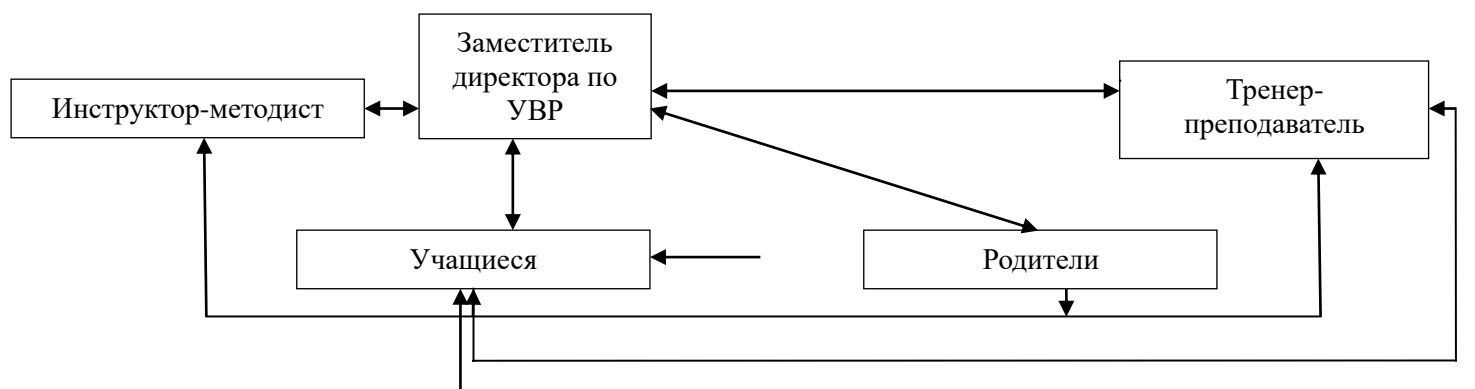 Заместитель
директора по
УВР
Инструктор-методист
Тренер-
преподаватель
Учащиеся
Родители